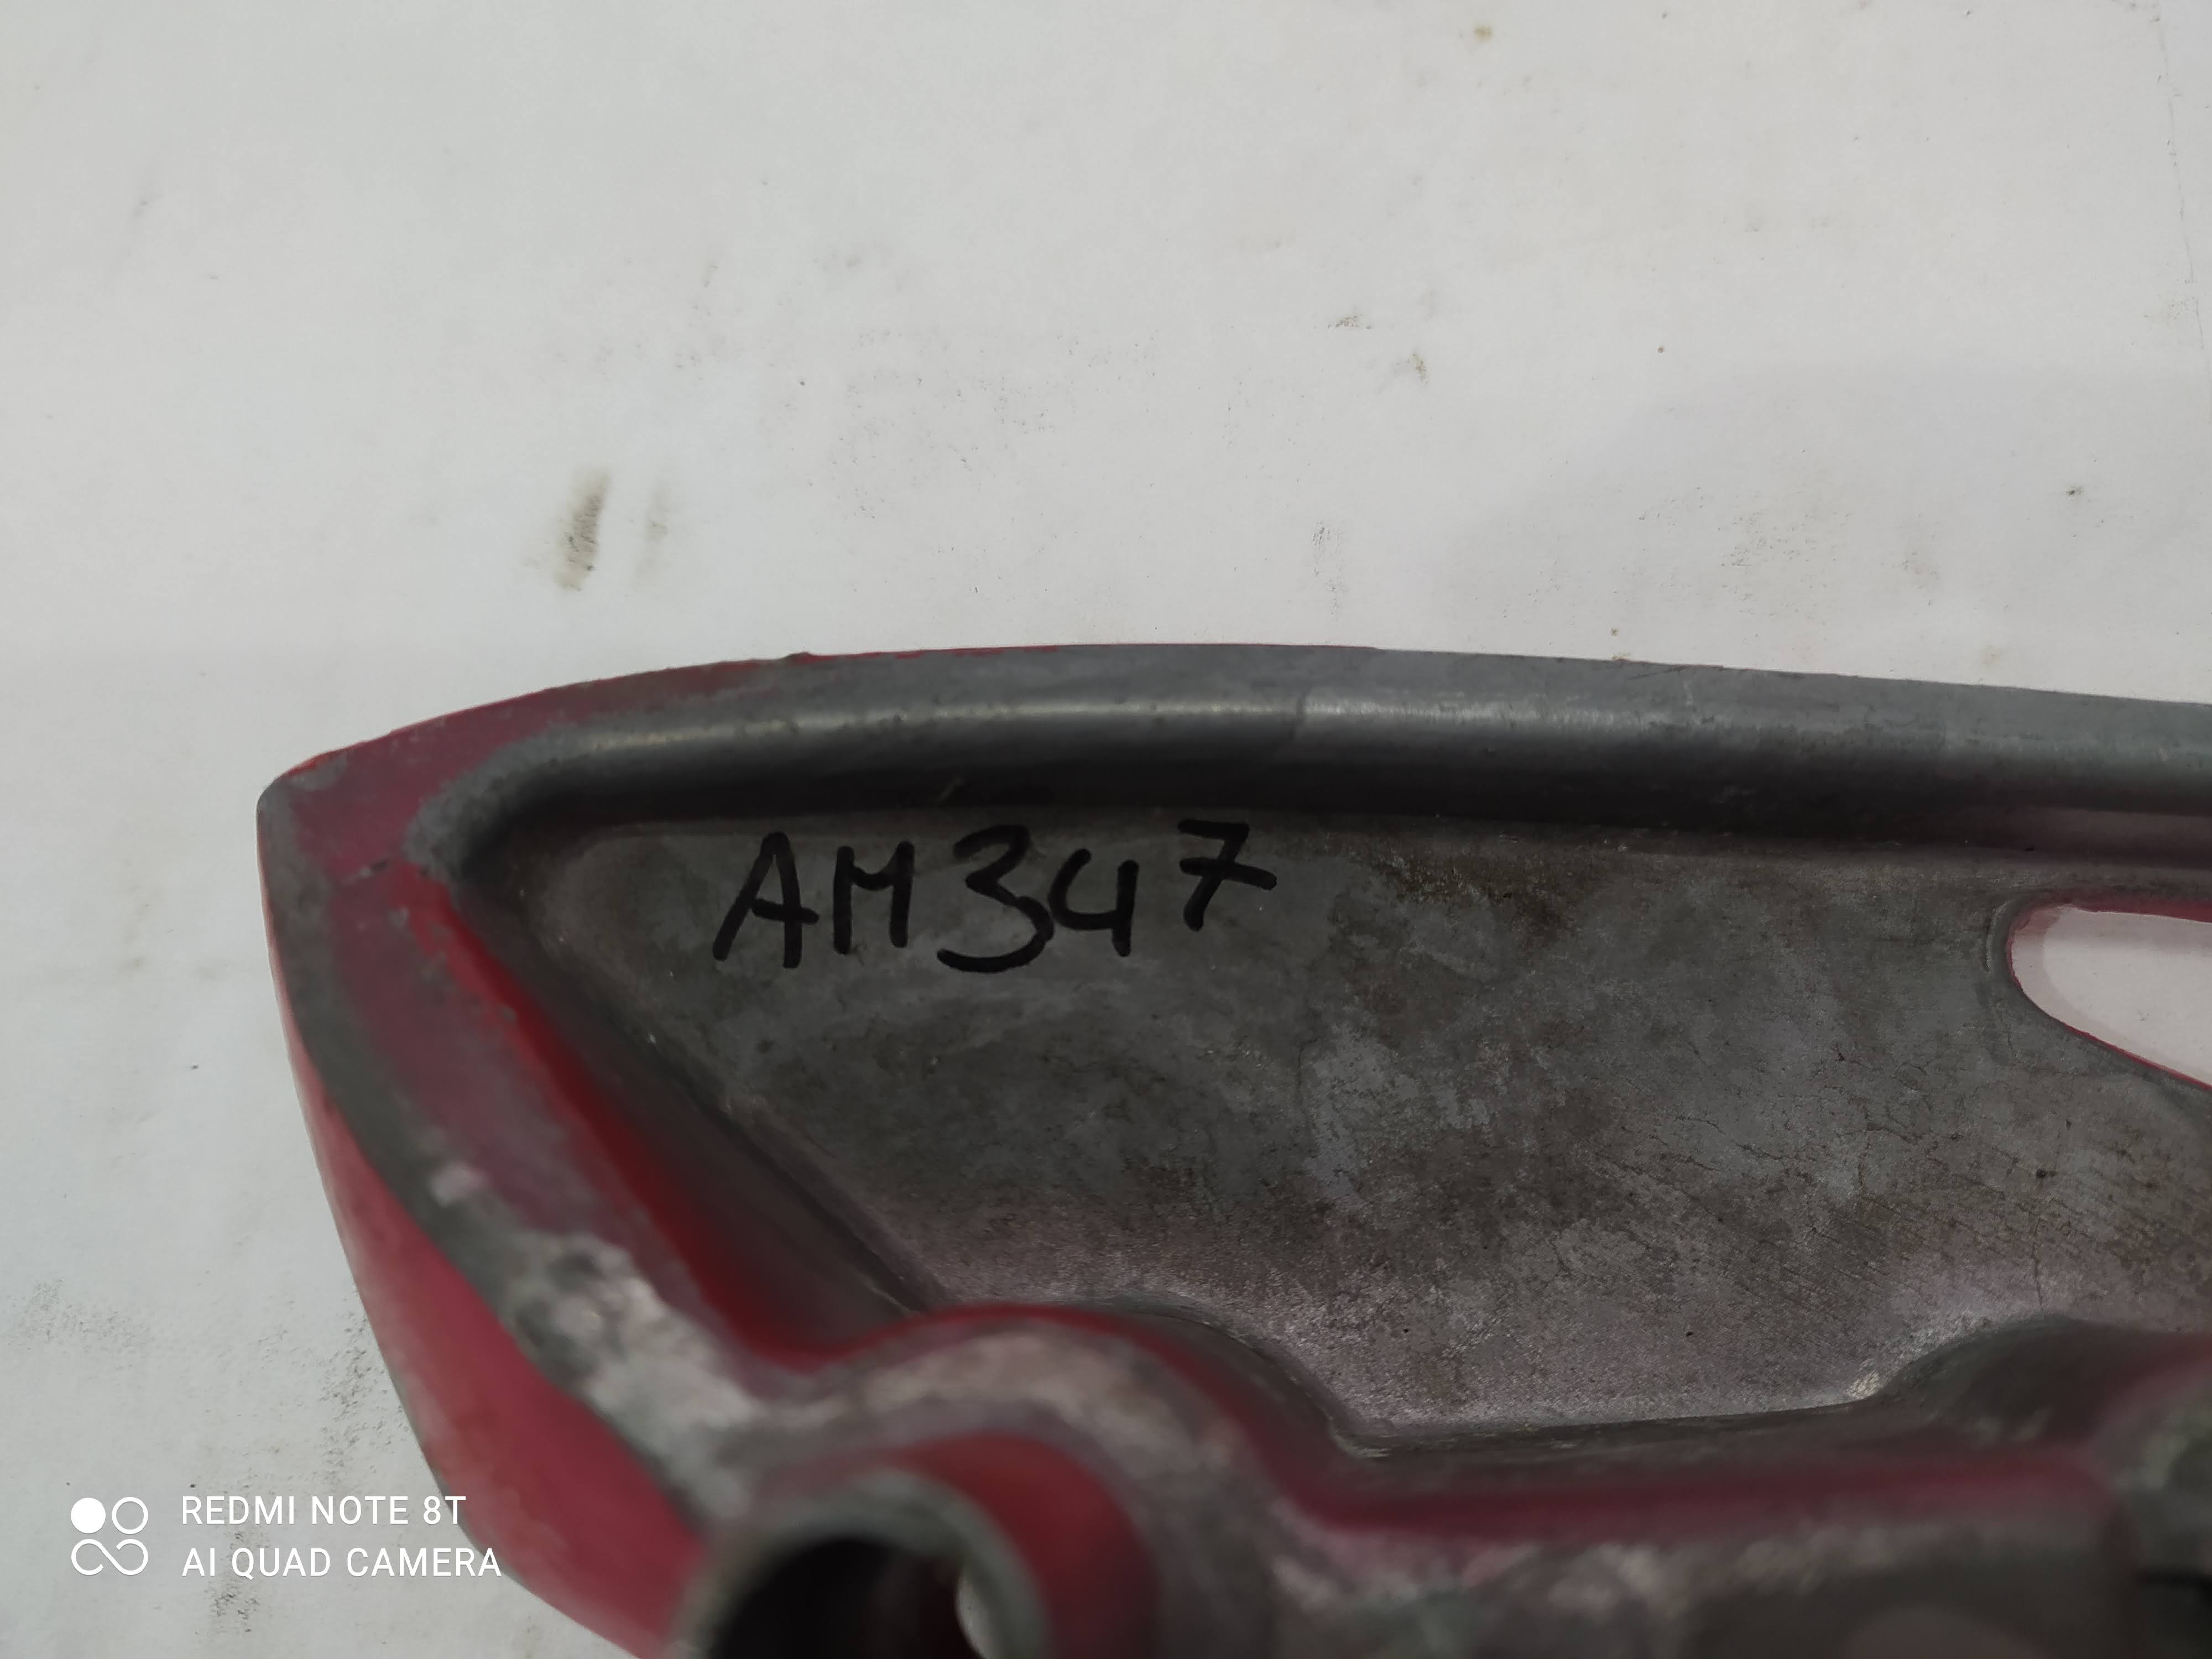 AM347
REDMI NOTE 8T
AI QUAD CAMERA